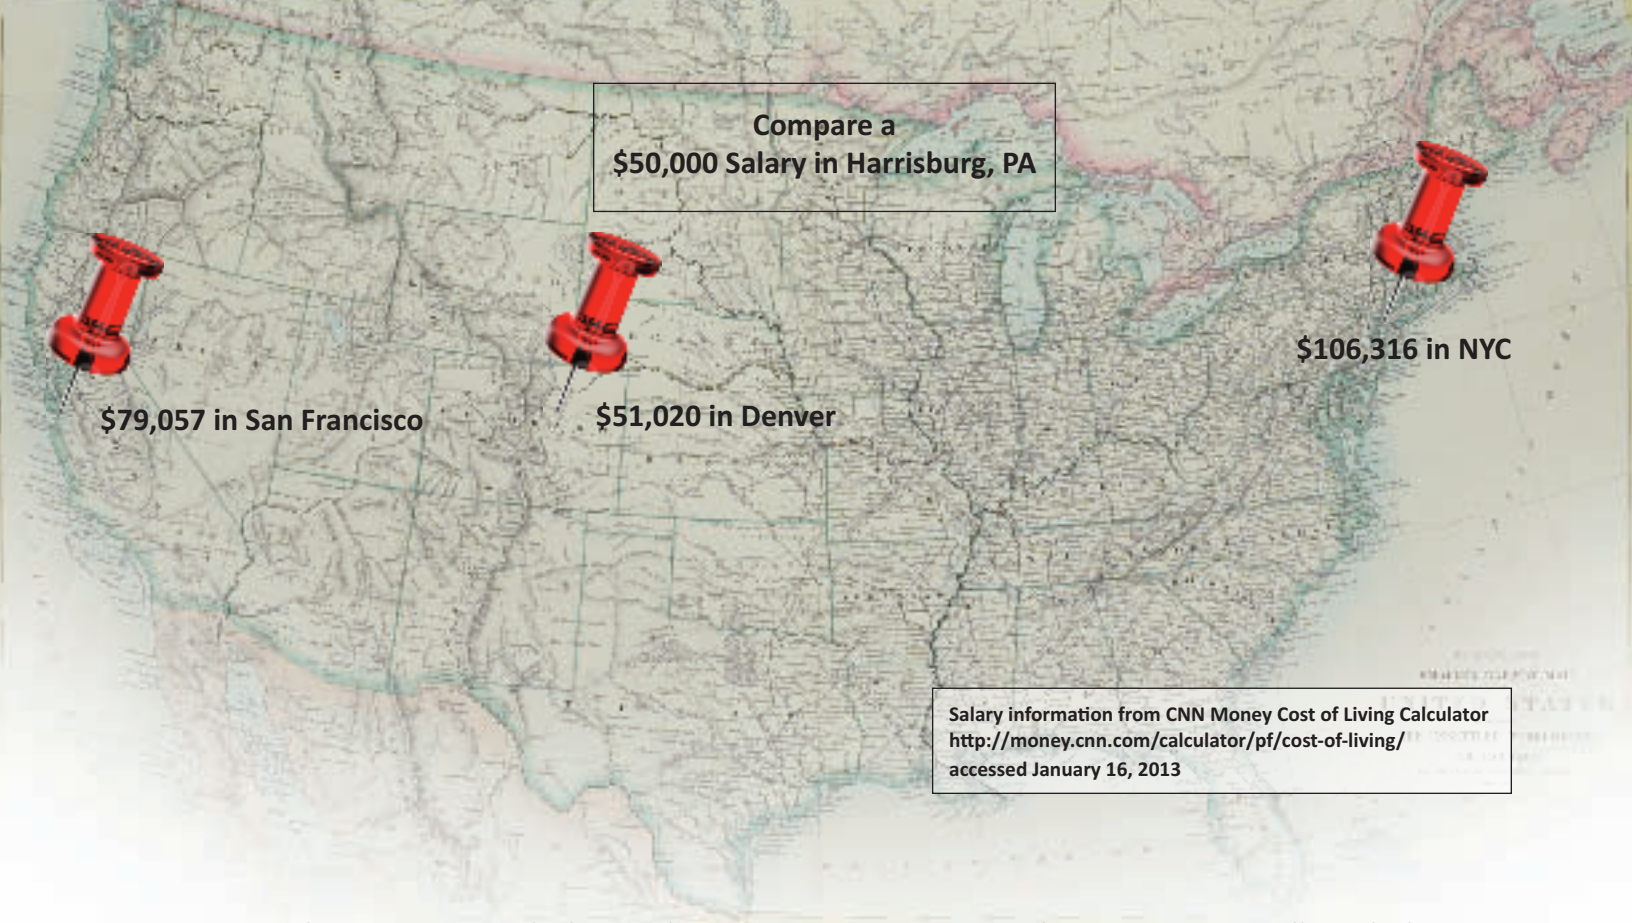 Compare a
$50,000 Salary in Harrisburg, PA
$106,316 in NYC
$79,057 in San Francisco
$51,020 in Denver
Salary information from CNN Money Cost of Living Calculator
http://money.cnn.com/calculator/pf/cost-of-living/
accessed January 16, 2013